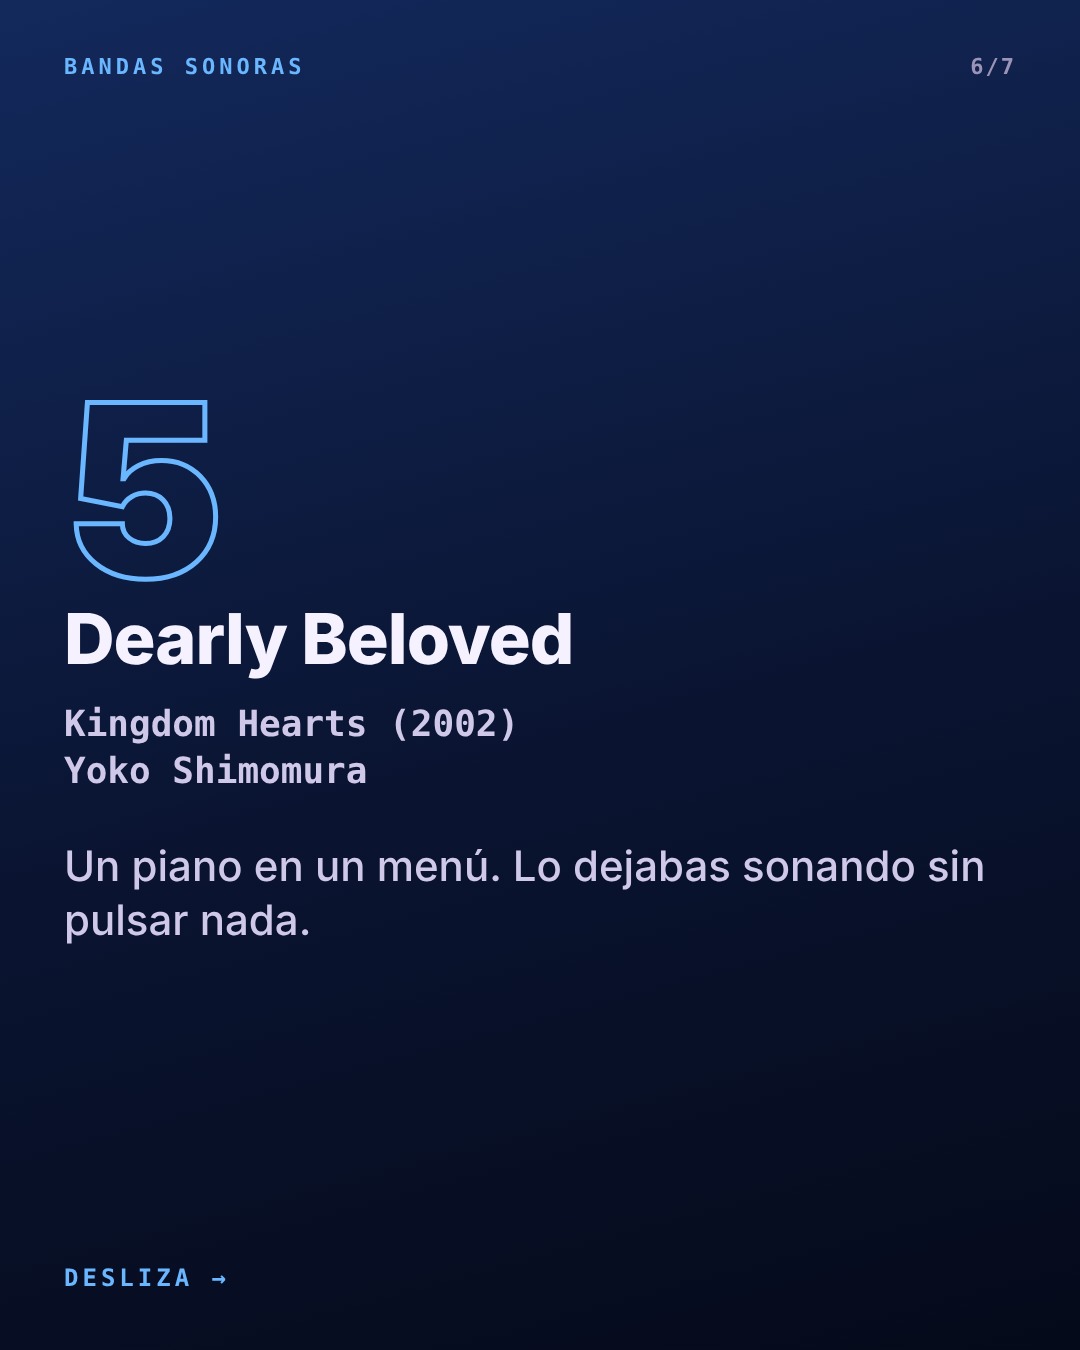 BANDAS SONORAS
6/7
5
Dearly Beloved
Kingdom Hearts (2002)
Yoko Shimomura
Un piano en un menú. Lo dejabas sonando sin
pulsar nada.
DESLIZA →